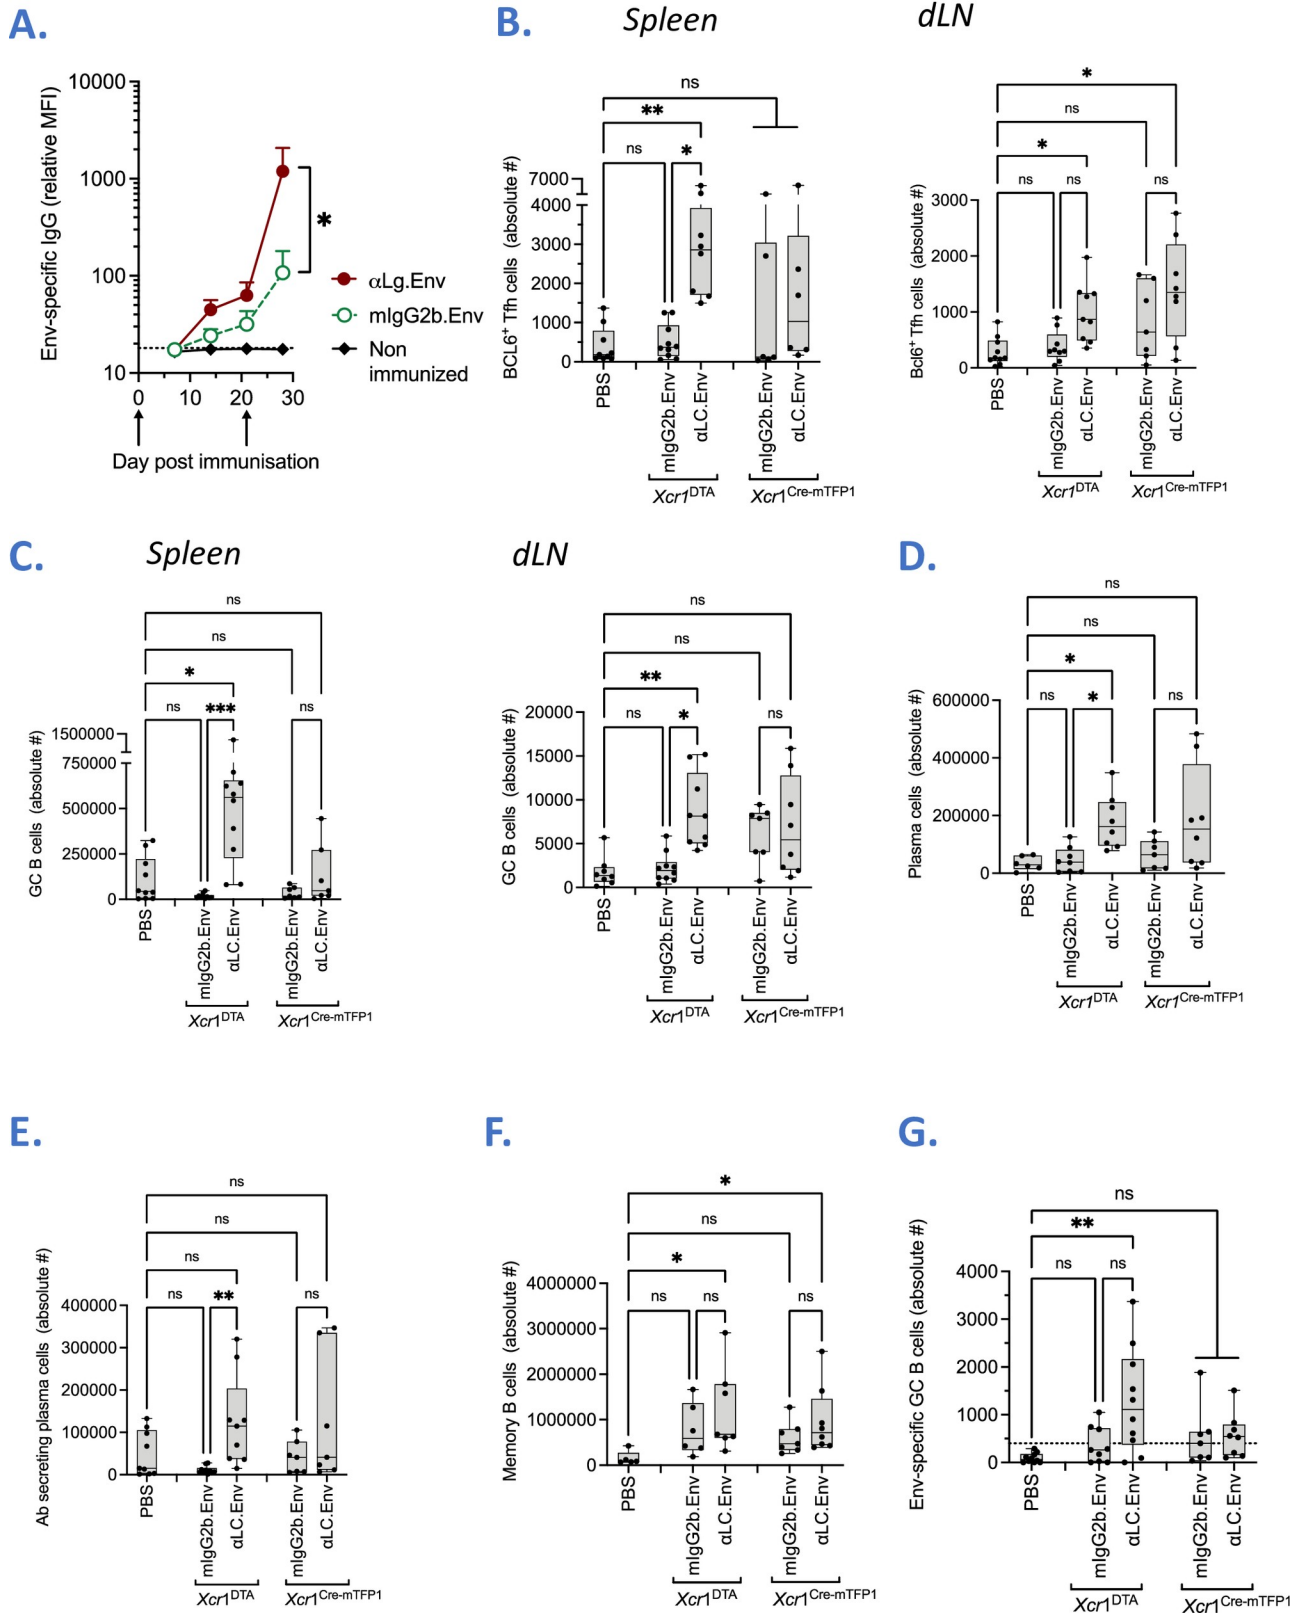 A.
Env-specific IgG (relative MFI)
10000
1000
100
10
0 10 20 30
Day post immunisation
αLg.Env
mIgG2b.Env
Non
immunized
*
B.
Spleen
ns
**
ns
*
BCL6⁺ Tfh cells (absolute #)
7000
4000
3000
2000
1000
0
PBS
mIgG2b.Env
αLC.Env
mIgG2b.Env
αLC.Env
Xcr1ᴰᵀᴬ
Xcr1ᶜʳᵉ⁻ᵐᵀᶠᴾ¹
dLN
*
ns
*
ns ns ns
Bcl6⁺ Tfh cells (absolute #)
3000
2000
1000
0
PBS
mIgG2b.Env
αLC.Env
mIgG2b.Env
αLC.Env
Xcr1ᴰᵀᴬ
Xcr1ᶜʳᵉ⁻ᵐᵀᶠᴾ¹
C.
Spleen
ns
ns
*
ns *** ns
GC B cells (absolute #)
1500000
750000
500000
250000
0
PBS
mIgG2b.Env
αLC.Env
mIgG2b.Env
αLC.Env
Xcr1ᴰᵀᴬ
Xcr1ᶜʳᵉ⁻ᵐᵀᶠᴾ¹
dLN
ns
ns
**
ns * ns
GC B cells (absolute #)
20000
15000
10000
5000
0
PBS
mIgG2b.Env
αLC.Env
mIgG2b.Env
αLC.Env
Xcr1ᴰᵀᴬ
Xcr1ᶜʳᵉ⁻ᵐᵀᶠᴾ¹
D.
ns
ns
*
ns * ns
Plasma cells (absolute #)
600000
400000
200000
0
PBS
mIgG2b.Env
αLC.Env
mIgG2b.Env
αLC.Env
Xcr1ᴰᵀᴬ
Xcr1ᶜʳᵉ⁻ᵐᵀᶠᴾ¹
E.
ns
ns
ns
ns ** ns
Ab secreting plasma cells (absolute #)
400000
300000
200000
100000
0
PBS
mIgG2b.Env
αLC.Env
mIgG2b.Env
αLC.Env
Xcr1ᴰᵀᴬ
Xcr1ᶜʳᵉ⁻ᵐᵀᶠᴾ¹
F.
*
ns
*
ns ns ns
Memory B cells (absolute #)
4000000
3000000
2000000
1000000
0
PBS
mIgG2b.Env
αLC.Env
mIgG2b.Env
αLC.Env
Xcr1ᴰᵀᴬ
Xcr1ᶜʳᵉ⁻ᵐᵀᶠᴾ¹
G.
ns
**
ns ns
Env-specific GC B cells (absolute #)
4000
3000
2000
1000
0
PBS
mIgG2b.Env
αLC.Env
mIgG2b.Env
αLC.Env
Xcr1ᴰᵀᴬ
Xcr1ᶜʳᵉ⁻ᵐᵀᶠᴾ¹